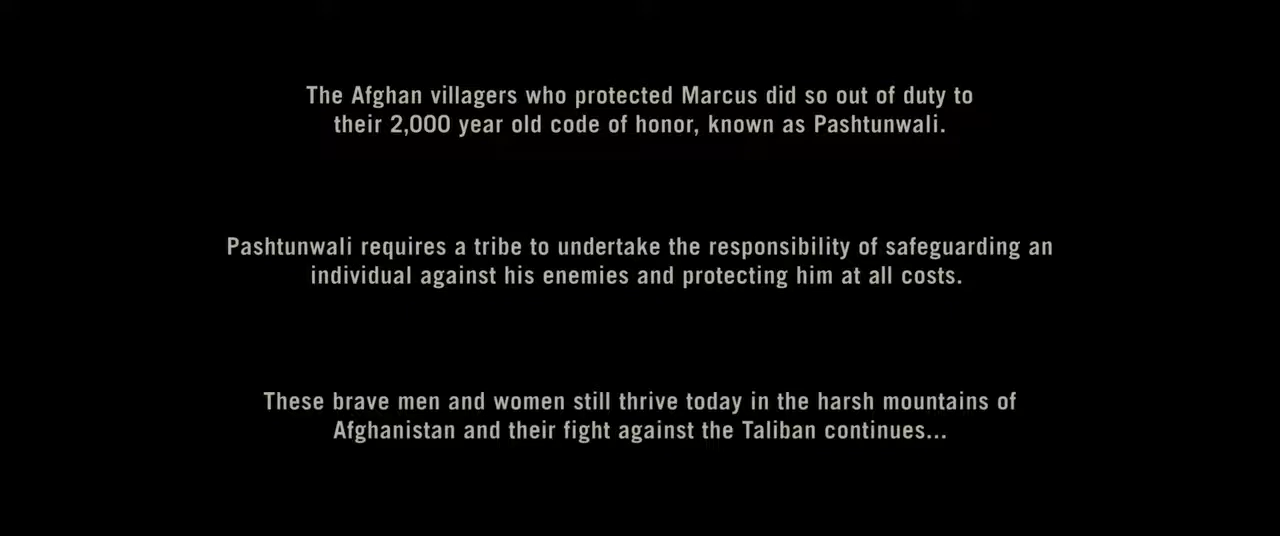 The Afghan villagers who protected Marcus did so out of duty to
their 2,000 year old code of honor, known as Pashtunwali.
Pashtunwali requires a tribe to undertake the responsibility of safeguarding an
individual against his enemies and protecting him at all costs.
These brave men and women still thrive today in the harsh mountains of
Afghanistan and their fight against the Taliban continues...